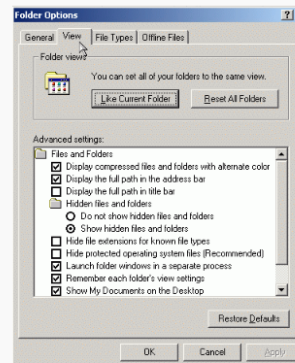 Folder Options
General View File Types Offline Files
Folder views
You can set all of your folders to the same view.
Like Current Folder Reset All Folders
Advanced settings:
Files and Folders
Display compressed files and folders with alternate color
Display the full path in the address bar
Display the full path in title bar
Hidden files and folders
Do not show hidden files and folders
Show hidden files and folders
Hide file extensions for known file types
Hide protected operating system files (Recommended)
Launch folder windows in a separate process
Remember each folder's view settings
Show My Documents on the Desktop
Restore Defaults
OK Cancel Apply